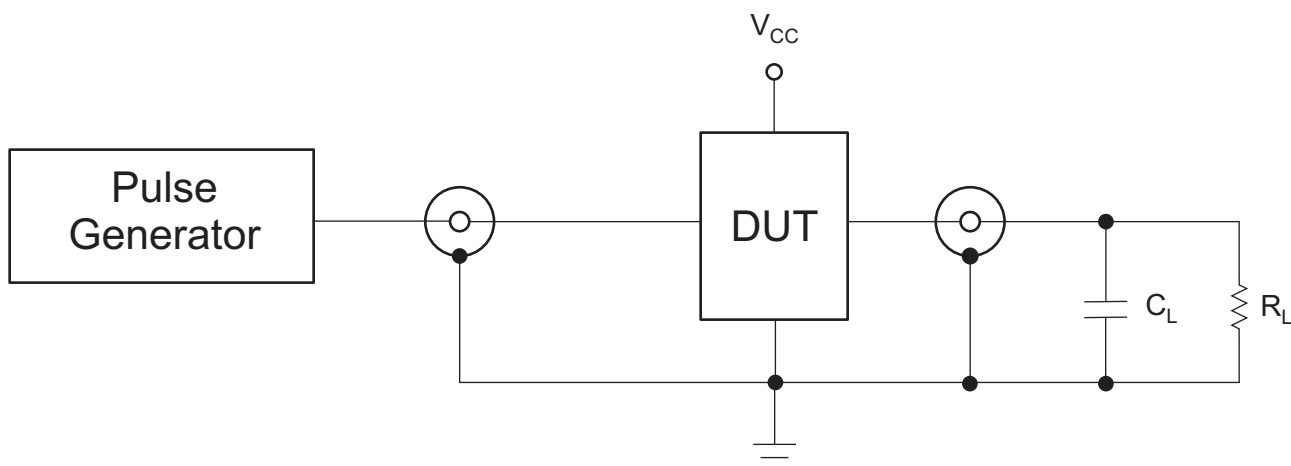 V_CC
Pulse
Generator
DUT
C_L
R_L